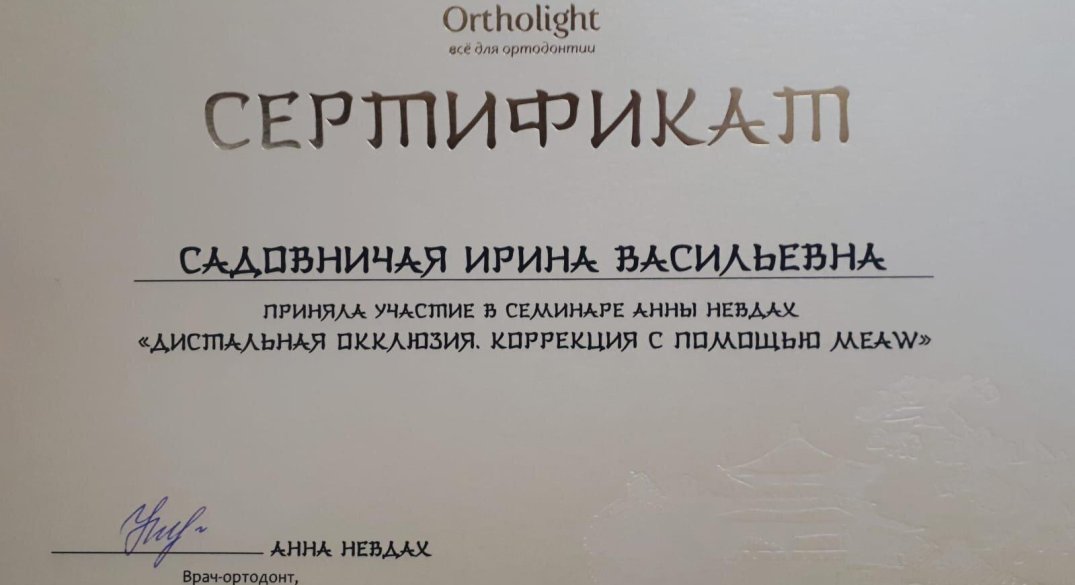 Ortholight
всё для ортодонтии
СЕРТИФИКАТ
САДОВНИЧАЯ ИРИНА ВАСИЛЬЕВНА
ПРИНЯЛА УЧАСТИЕ В СЕМИНАРЕ АННЫ НЕВДАХ
«ДИСТАЛЬНАЯ ОККЛЮЗИЯ. КОРРЕКЦИЯ С ПОМОЩЬЮ MEAW»
АННА НЕВДАХ
Врач-ортодонт,